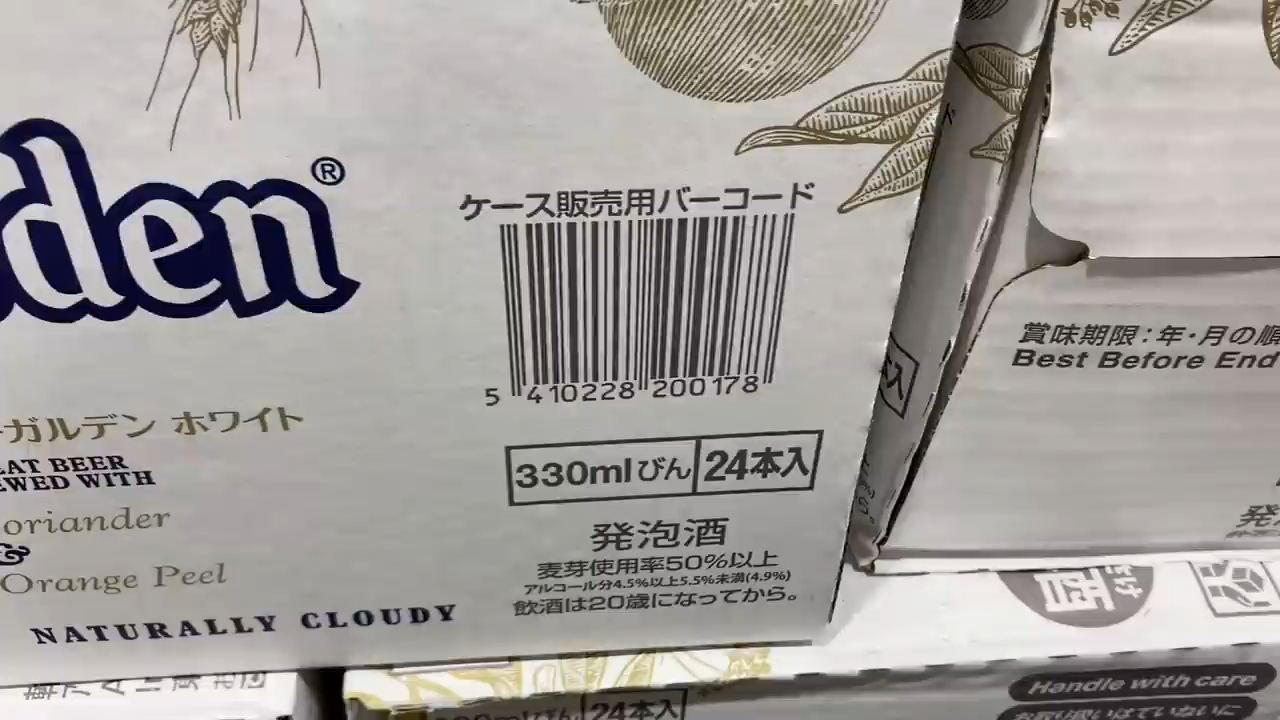 den®
ケース販売用バーコード
5 410228 200178
330mlびん 24本入
発泡酒
麦芽使用率50%以上
アルコール分4.5%以上5.5%未満(4.9%)
飲酒は20歳になってから。
ガルデン ホワイト
BEER
WITH
oriander
&
Orange Peel
NATURALLY CLOUDY
賞味期限:年・月の順
Best Before End
24本入
Handle with care